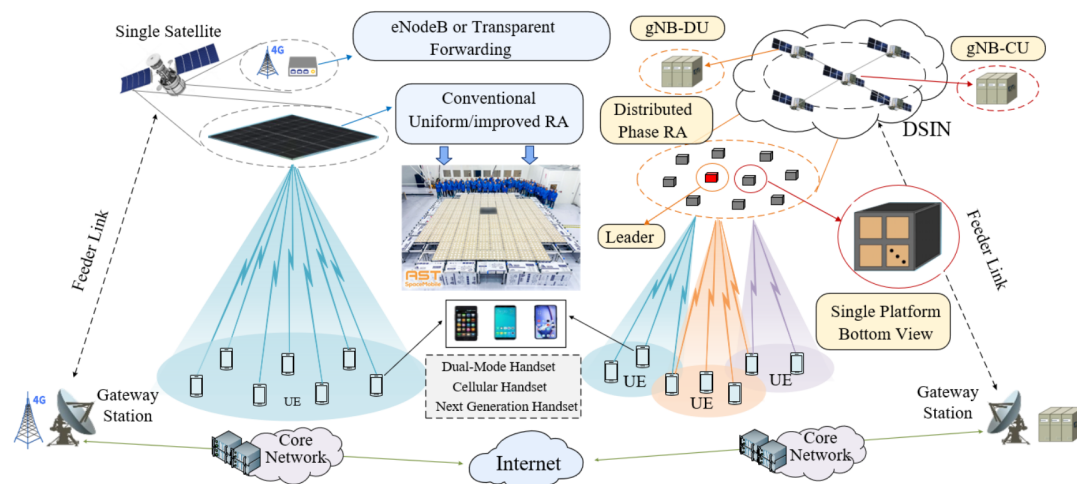 Single Satellite
4G
eNodeB or Transparent
Forwarding
Conventional
Uniform/improved RA
AST
SpaceMobile
Feeder Link
UE
Dual-Mode Handset
Cellular Handset
Next Generation Handset
4G
Gateway
Station
Core
Network
Internet
gNB-DU
gNB-CU
Distributed
Phase RA
DSIN
Leader
Feeder Link
Single Platform
Bottom View
UE
UE
UE
Gateway
Station
Core
Network